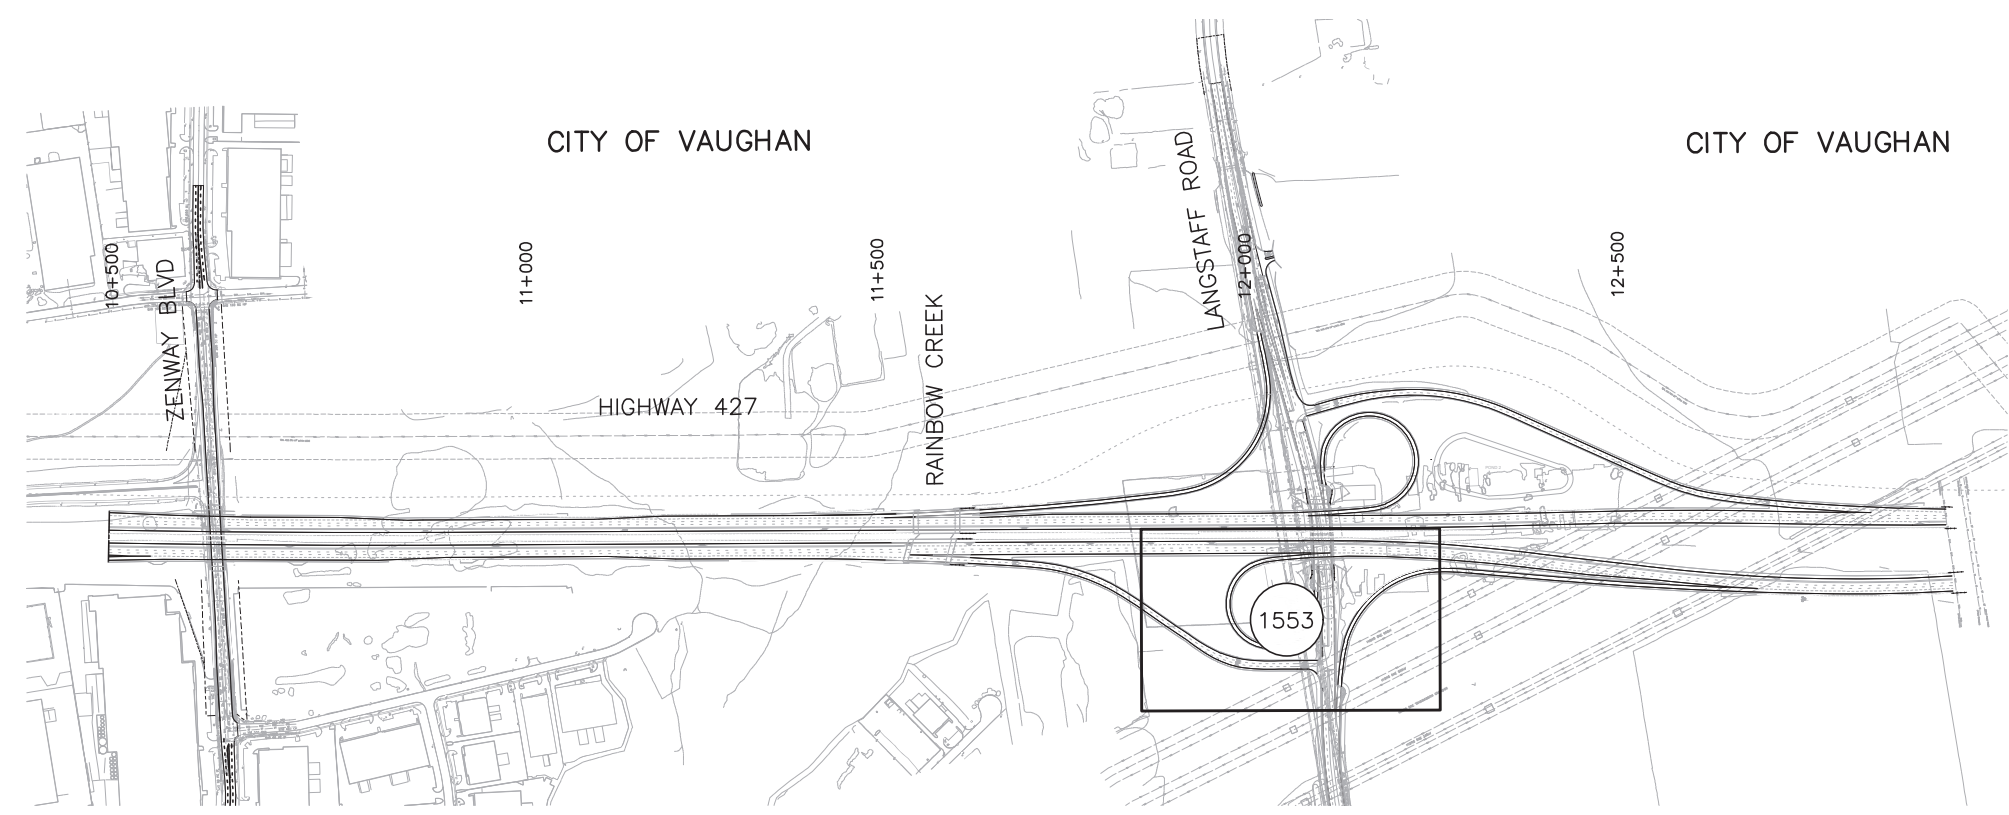 CITY OF VAUGHAN
CITY OF VAUGHAN
LANGSTAFF ROAD
10+500
ZENWAY BLVD
11+000
11+500
12+000
12+500
RAINBOW CREEK
HIGHWAY 427
1553